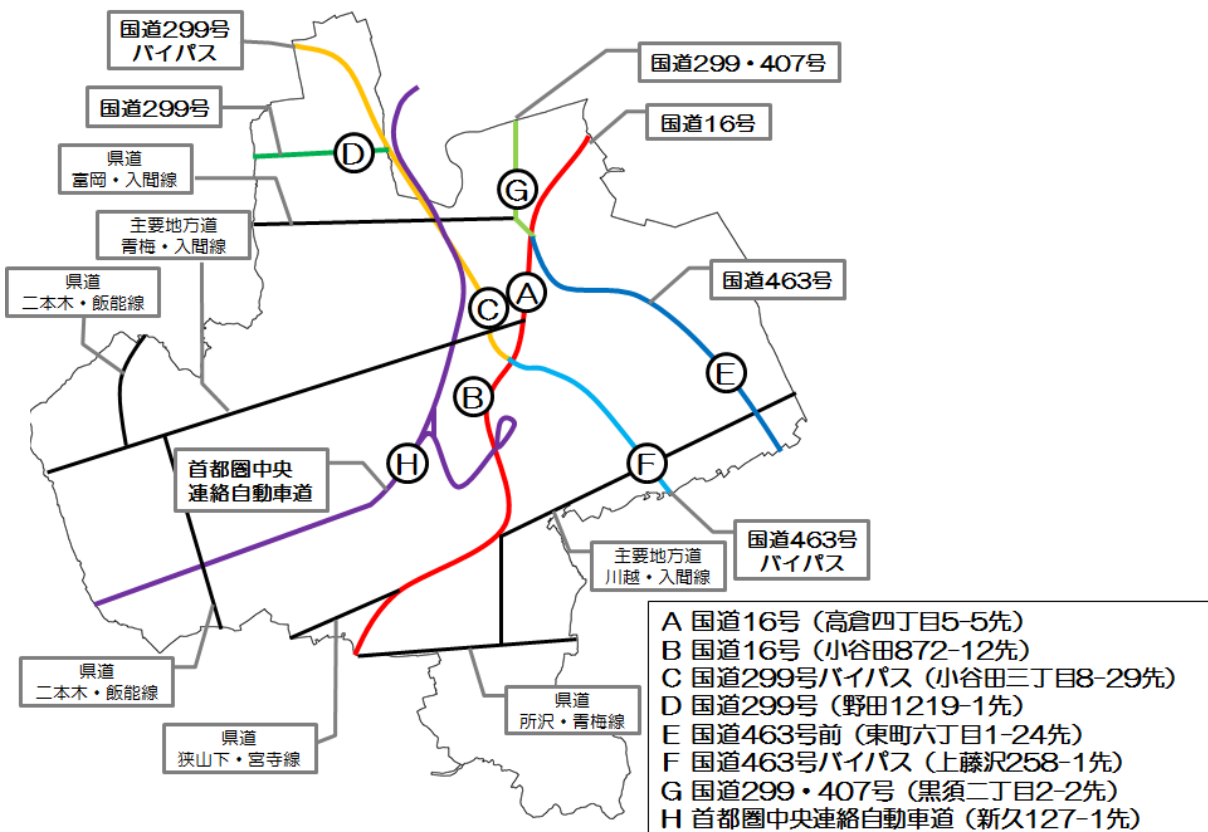 国道299号
バイパス
国道299・407号
国道299号
国道16号
県道
富岡・入間線
主要地方道
青梅・入間線
県道
二本木・飯能線
国道463号
D
G
C
A
B
E
H
F
首都圏中央
連絡自動車道
国道463号
バイパス
主要地方道
川越・入間線
県道
二本木・飯能線
県道
狭山下・宮寺線
県道
所沢・青梅線
A 国道16号（高倉四丁目5-5先）
B 国道16号（小谷田872-12先）
C 国道299号バイパス（小谷田三丁目8-29先）
D 国道299号（野田1219-1先）
E 国道463号前（東町六丁目1-24先）
F 国道463号バイパス（上藤沢258-1先）
G 国道299・407号（黒須二丁目2-2先）
H 首都圏中央連絡自動車道（新久127-1先）